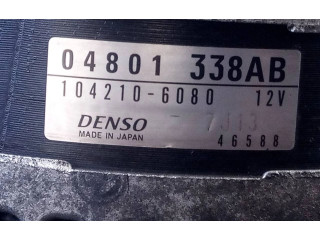 04801 338AB
104210-6080 12V
DENSO
MADE IN JAPAN
46588